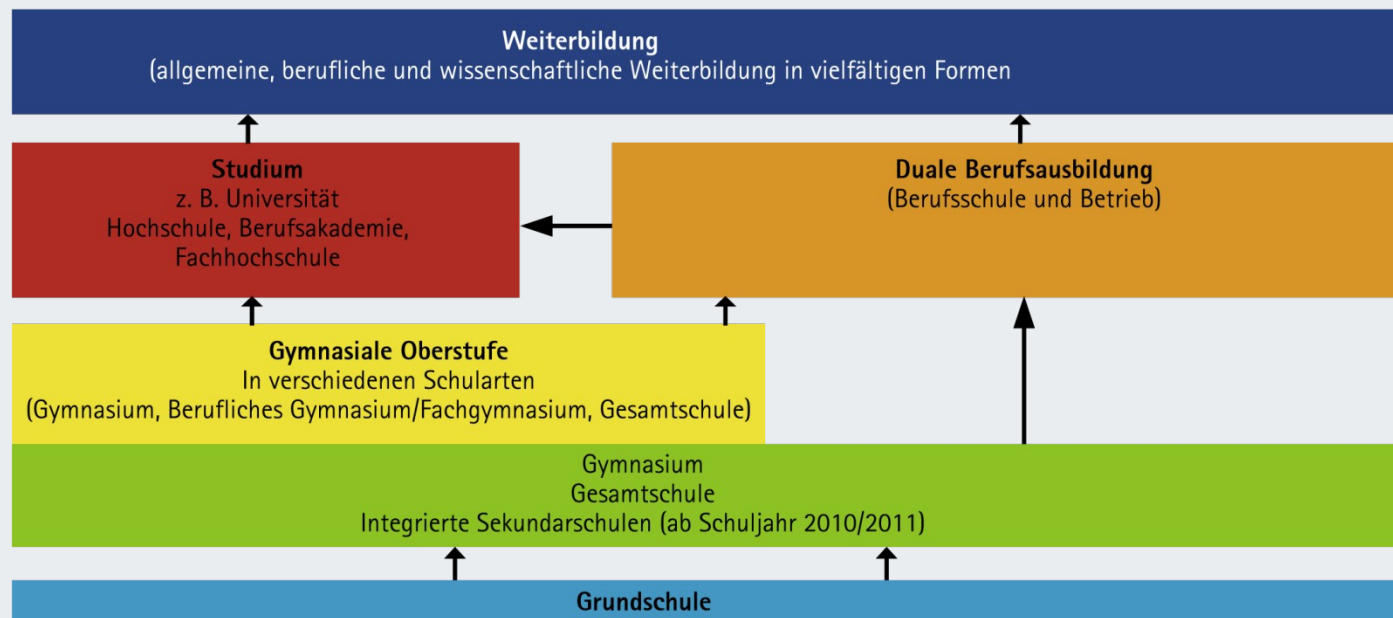 Weiterbildung
(allgemeine, berufliche und wissenschaftliche Weiterbildung in vielfältigen Formen
Studium
z. B. Universität
Hochschule, Berufsakademie,
Fachhochschule
Duale Berufsausbildung
(Berufsschule und Betrieb)
Gymnasiale Oberstufe
In verschiedenen Schularten
(Gymnasium, Berufliches Gymnasium/Fachgymnasium, Gesamtschule)
Gymnasium
Gesamtschule
Integrierte Sekundarschulen (ab Schuljahr 2010/2011)
Grundschule